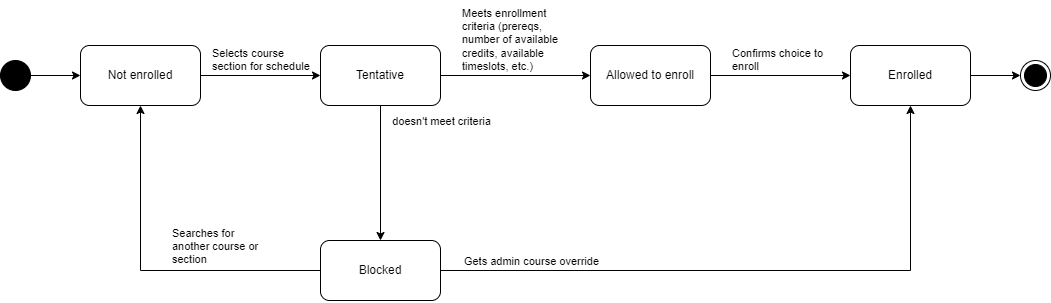 Meets enrollment
criteria (prereqs,
number of available
credits, available
timeslots, etc.)
Selects course
section for schedule
Confirms choice to
enroll
Not enrolled
Tentative
Allowed to enroll
Enrolled
doesn't meet criteria
Searches for
another course or
section
Gets admin course override
Blocked